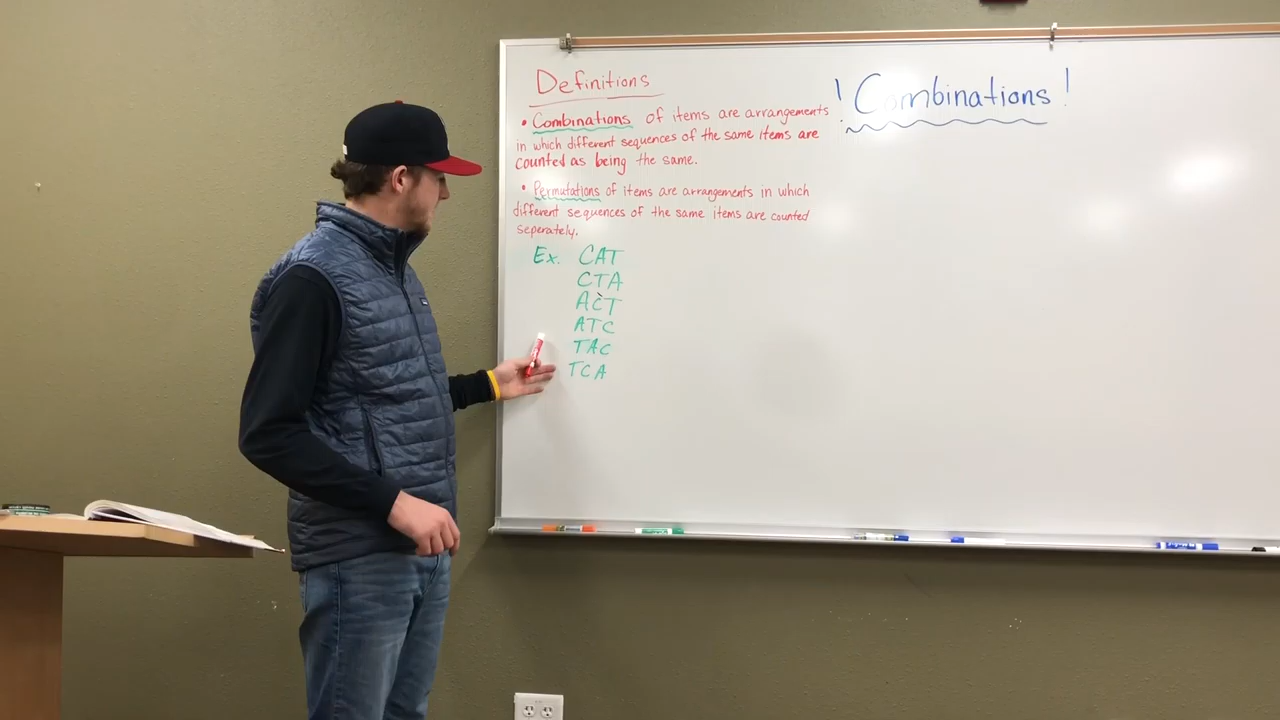 Definitions
• Combinations of items are arrangements
in which different sequences of the same items are
counted as being the same.
• Permutations of items are arrangements in which
different sequences of the same items are counted
seperately.
Ex. CAT
CTA
ACT
ATC
TAC
TCA
! Combinations !